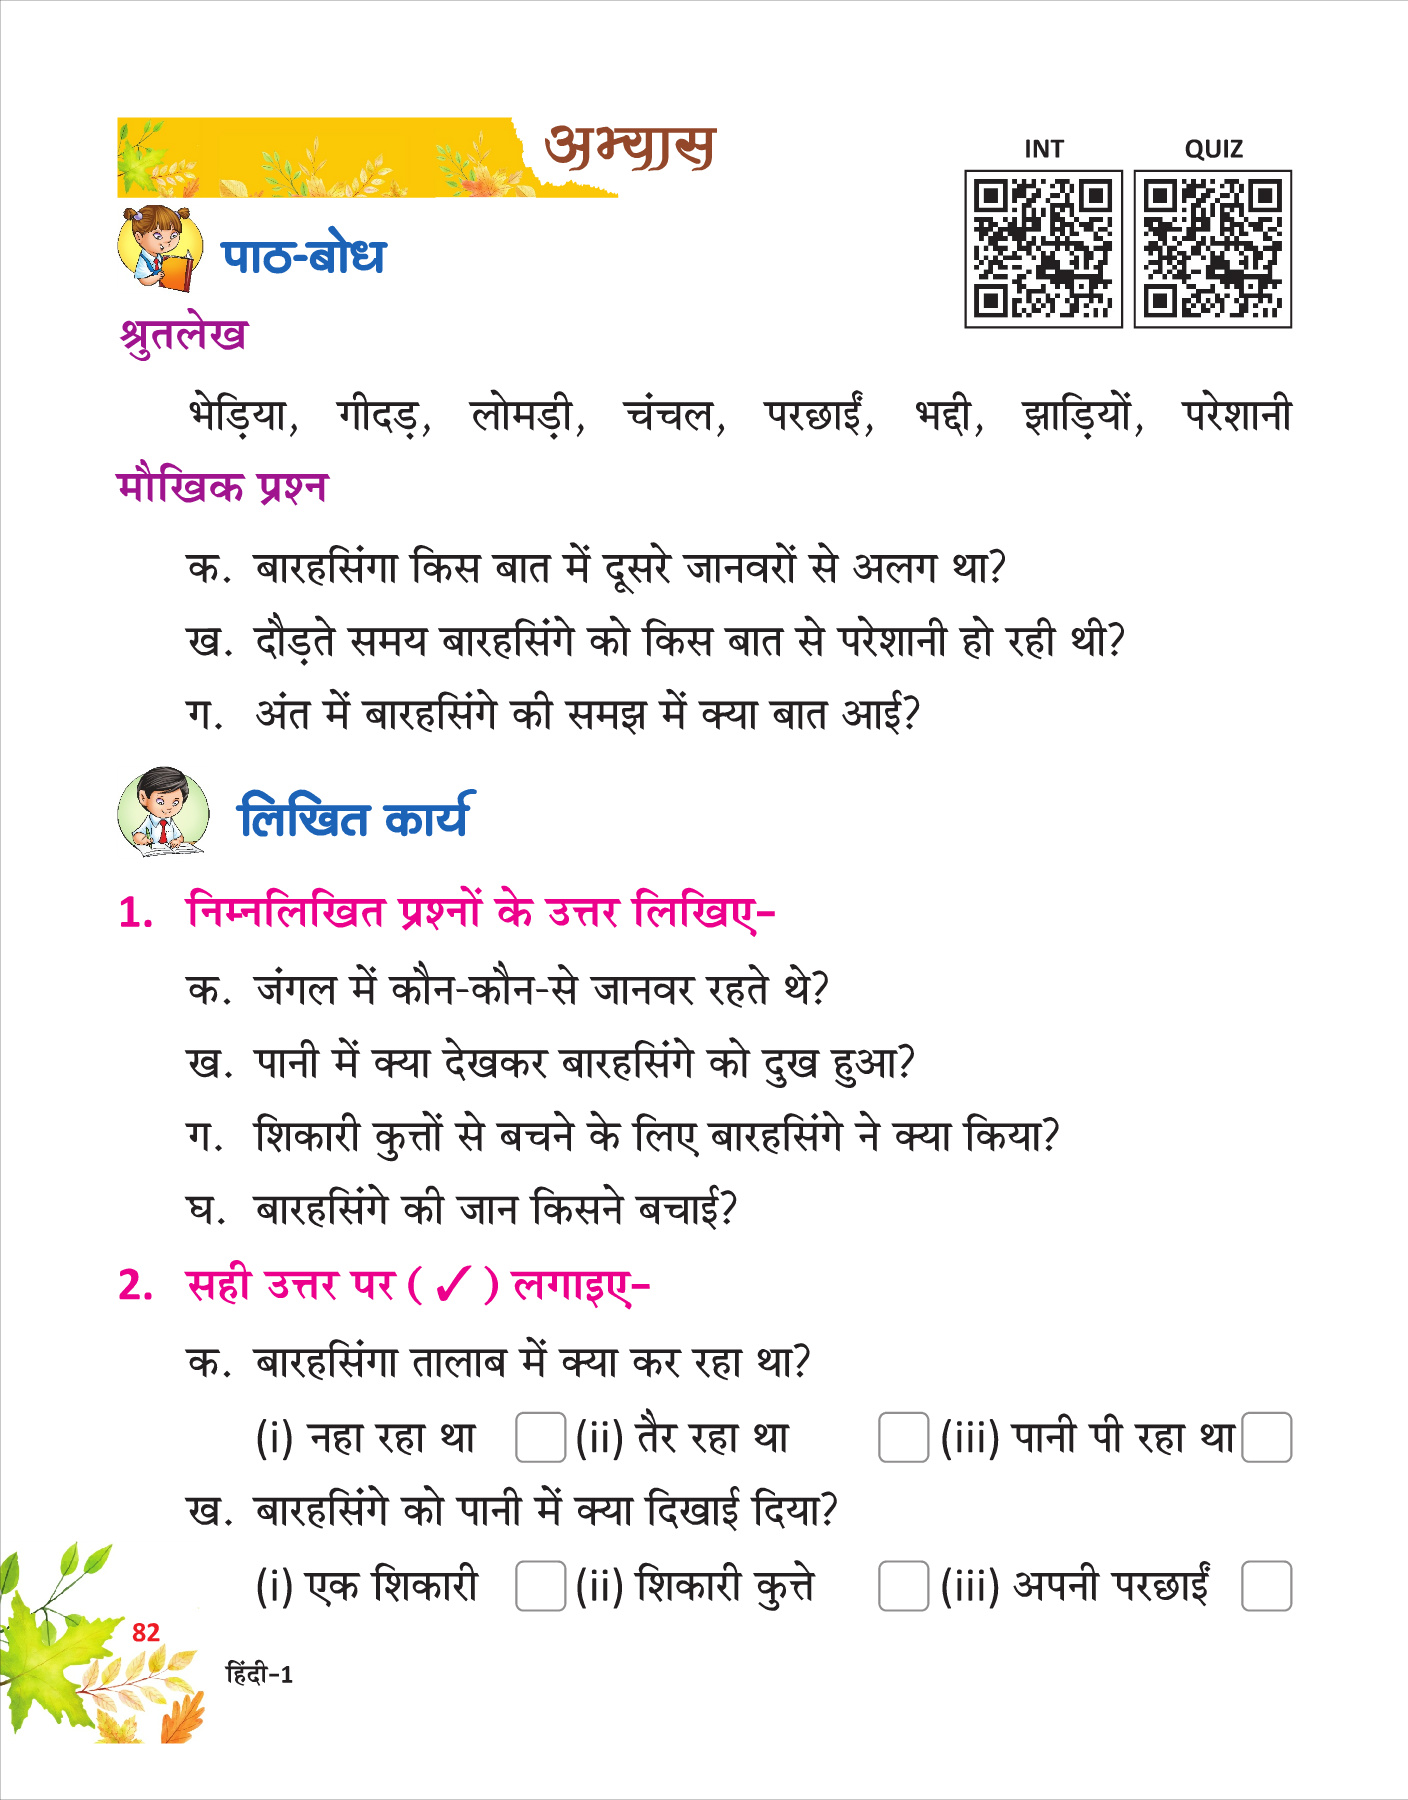 अभ्यास
INT QUIZ
पाठ-बोध
श्रुतलेख
भेड़िया, गीदड़, लोमड़ी, चंचल, परछाईं, भद्दी, झाड़ियों, परेशानी
मौखिक प्रश्न
क. बारहसिंगा किस बात में दूसरे जानवरों से अलग था?
ख. दौड़ते समय बारहसिंगे को किस बात से परेशानी हो रही थी?
ग. अंत में बारहसिंगे की समझ में क्या बात आई?
लिखित कार्य
1. निम्नलिखित प्रश्नों के उत्तर लिखिए–
क. जंगल में कौन-कौन-से जानवर रहते थे?
ख. पानी में क्या देखकर बारहसिंगे को दुख हुआ?
ग. शिकारी कुत्तों से बचने के लिए बारहसिंगे ने क्या किया?
घ. बारहसिंगे की जान किसने बचाई?
2. सही उत्तर पर (✓) लगाइए–
क. बारहसिंगा तालाब में क्या कर रहा था?
(i) नहा रहा था (ii) तैर रहा था (iii) पानी पी रहा था
ख. बारहसिंगे को पानी में क्या दिखाई दिया?
(i) एक शिकारी (ii) शिकारी कुत्ते (iii) अपनी परछाईं
82
हिंदी–1